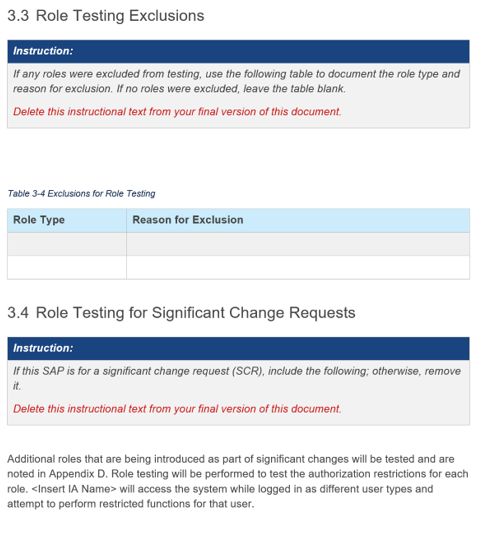 3.3 Role Testing Exclusions
Instruction:
If any roles were excluded from testing, use the following table to document the role type and
reason for exclusion. If no roles were excluded, leave the table blank.
Delete this instructional text from your final version of this document.
Table 3-4 Exclusions for Role Testing
Role Type Reason for Exclusion
3.4 Role Testing for Significant Change Requests
Instruction:
If this SAP is for a significant change request (SCR), include the following; otherwise, remove
it.
Delete this instructional text from your final version of this document.
Additional roles that are being introduced as part of significant changes will be tested and are
noted in Appendix D. Role testing will be performed to test the authorization restrictions for each
role. <Insert IA Name> will access the system while logged in as different user types and
attempt to perform restricted functions for that user.